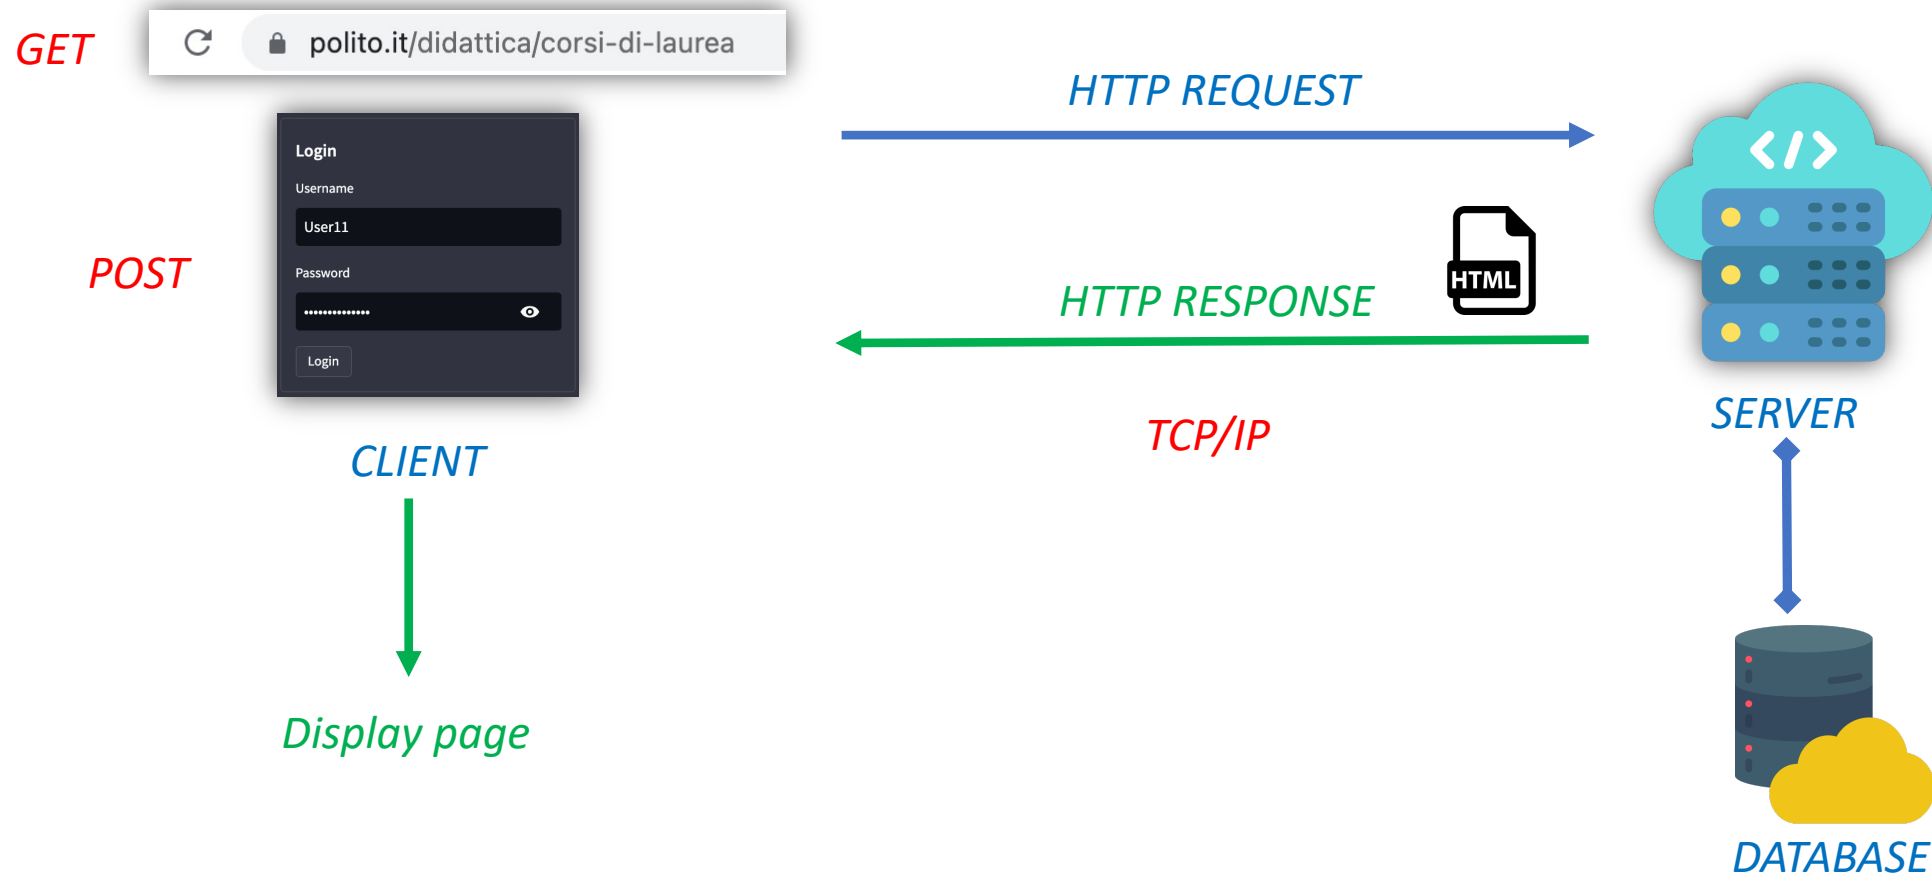 GET
polito.it/didattica/corsi-di-laurea
HTTP REQUEST
</>
Login
Username
User11
POST
Password
••••••••••••••
Login
HTTP RESPONSE
HTML
TCP/IP
SERVER
CLIENT
Display page
DATABASE